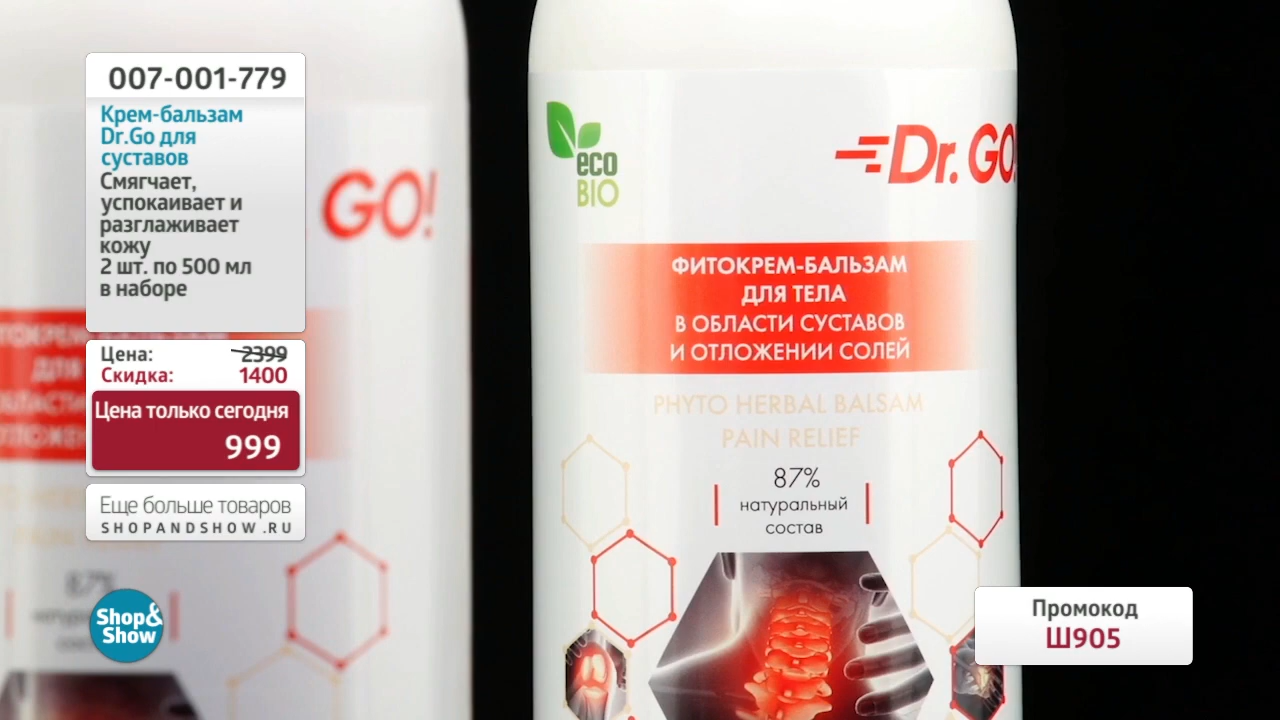 007-001-779
Крем-бальзам
Dr.Go для
суставов
Смягчает,
успокаивает и
разглаживает
кожу
2 шт. по 500 мл
в наборе
Цена: 2399
Скидка: 1400
Цена только сегодня
999
Еще больше товаров
SHOPANDSHOW.RU
Shop&
Show
GO!
eco
BIO
Dr. GO!
ФИТОКРЕМ-БАЛЬЗАМ
ДЛЯ ТЕЛА
В ОБЛАСТИ СУСТАВОВ
И ОТЛОЖЕНИИ СОЛЕЙ
PHYTO HERBAL BALSAM
PAIN RELIEF
87%
натуральный
состав
87%
Промокод
Ш905